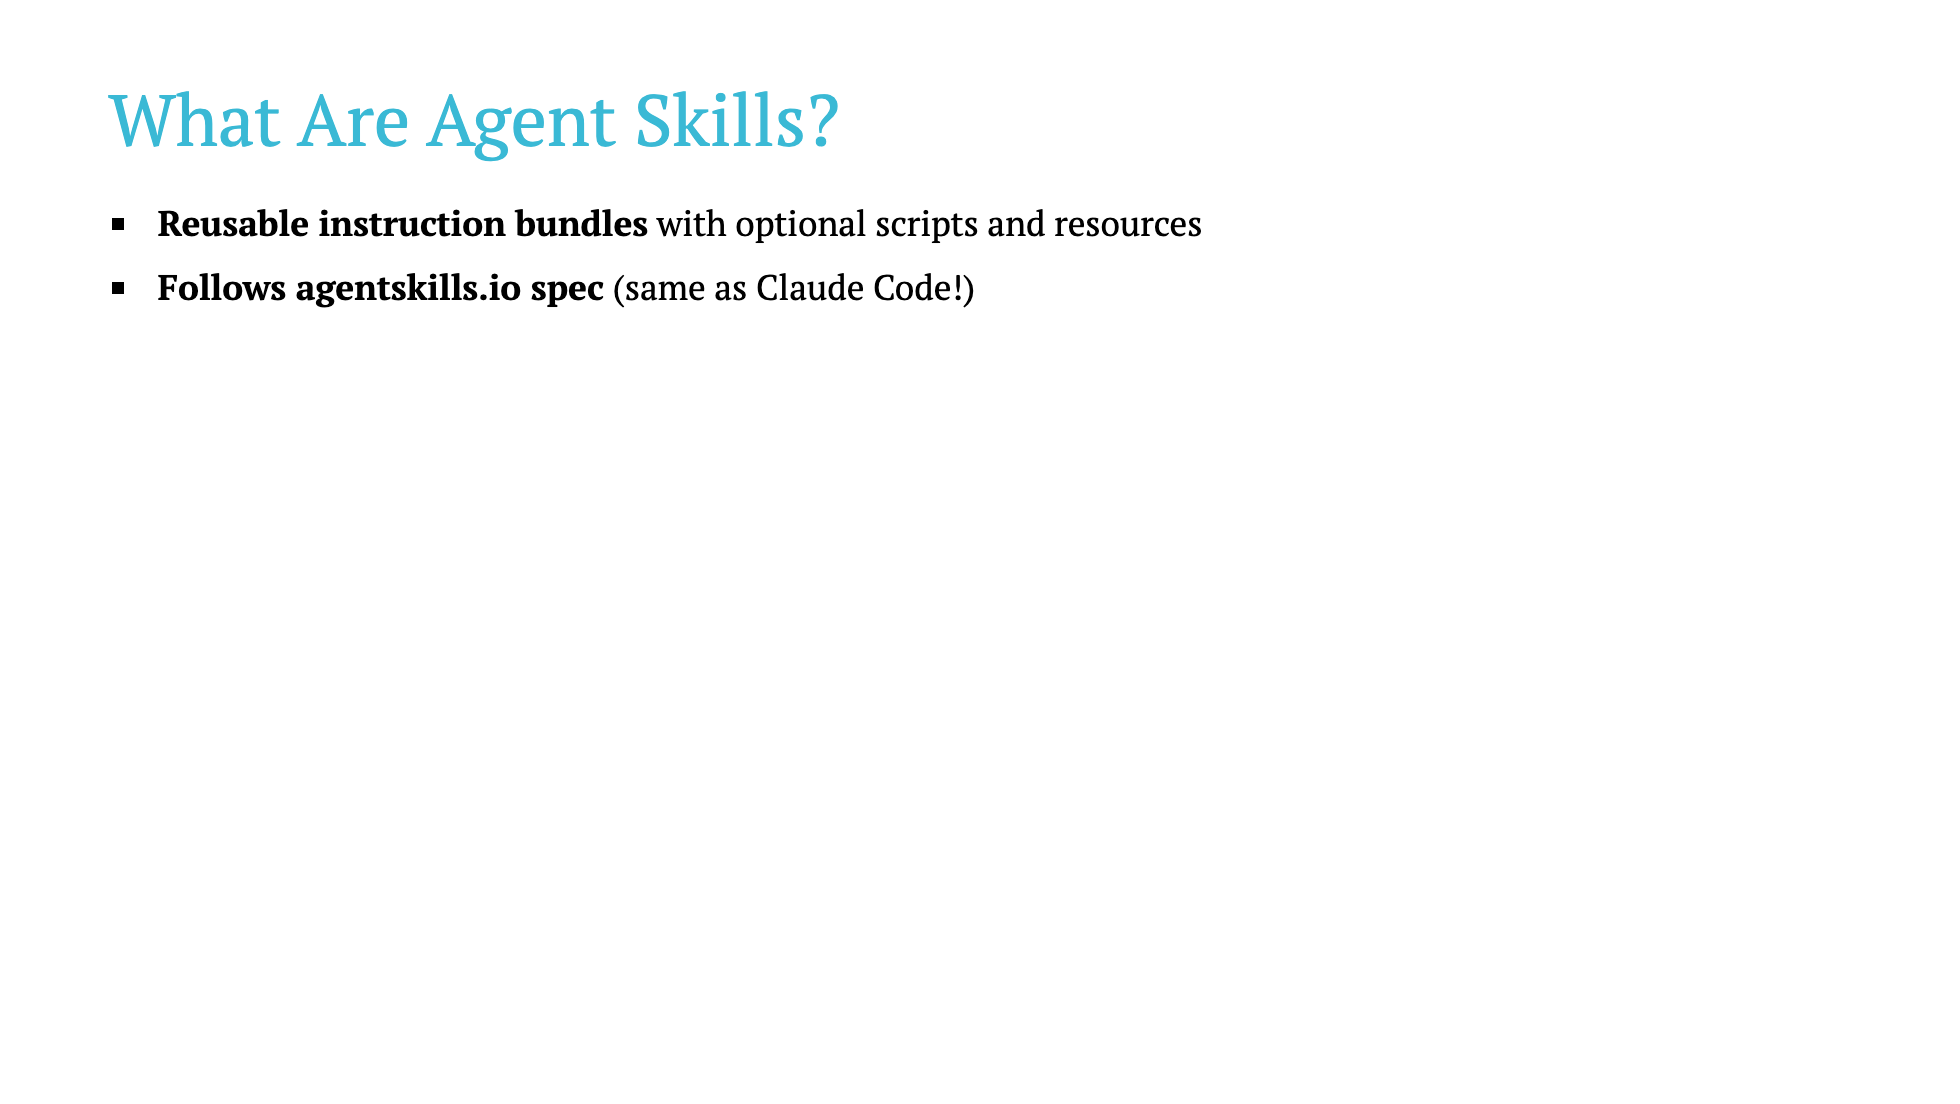 What Are Agent Skills?
▪ Reusable instruction bundles with optional scripts and resources
▪ Follows agentskills.io spec (same as Claude Code!)